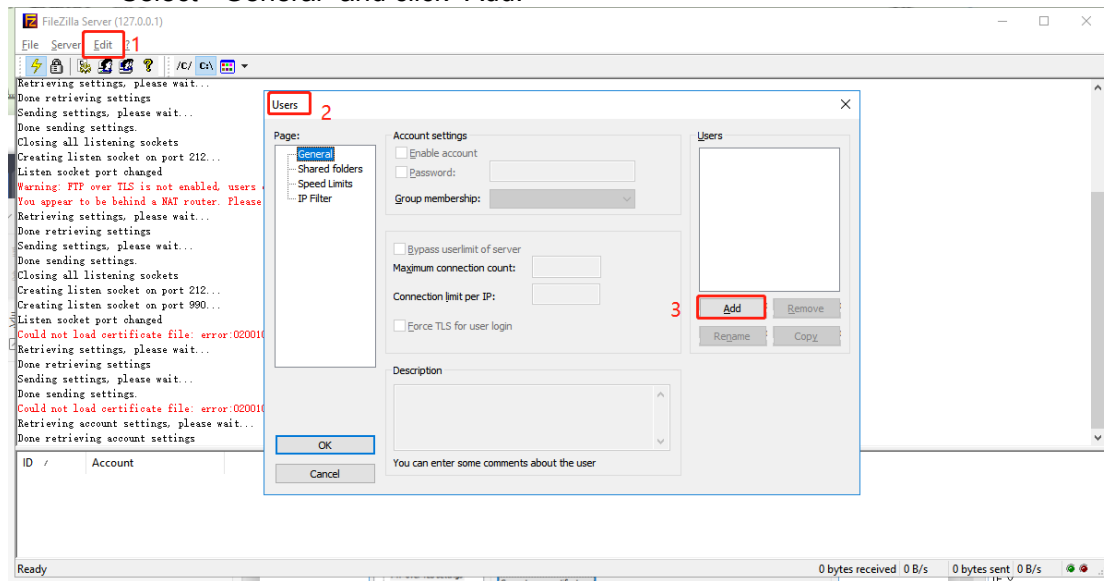 Select "General" and click "Add."
FileZilla Server (127.0.0.1)
File Server Edit ?
1
/C/ C:\
Retrieving settings, please wait...
Done retrieving settings
Sending settings, please wait...
Done sending settings.
Closing all listening sockets
Creating listen socket on port 212...
Listen socket port changed
Warning: FTP over TLS is not enabled, users
You appear to be behind a NAT router. Please
Retrieving settings, please wait...
Done retrieving settings
Sending settings, please wait...
Done sending settings.
Closing all listening sockets
Creating listen socket on port 212...
Creating listen socket on port 990...
Listen socket port changed
Could not load certificate file: error:020010
Retrieving settings, please wait...
Done retrieving settings
Sending settings, please wait...
Done sending settings.
Could not load certificate file: error:020010
Retrieving account settings, please wait...
Done retrieving account settings
Users
2
Page:
General
Shared folders
Speed Limits
IP Filter
OK
Cancel
Account settings
Enable account
Password:
Group membership:
Bypass userlimit of server
Maximum connection count:
Connection limit per IP:
Force TLS for user login
Description
You can enter some comments about the user
Users
3
Add Remove
Rename Copy
ID / Account
Ready
0 bytes received 0 B/s 0 bytes sent 0 B/s